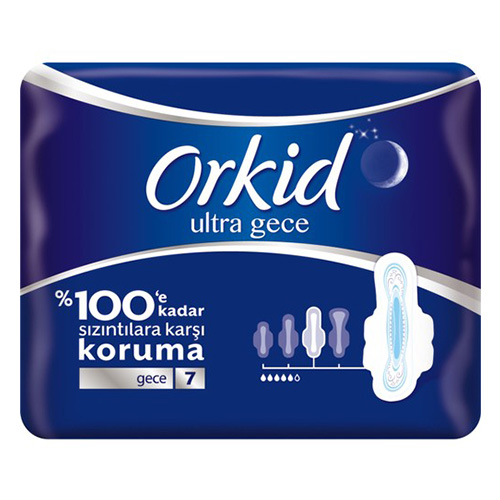 Orkid
ultra gece
%100'e kadar
sızıntılara karşı
koruma
gece 7